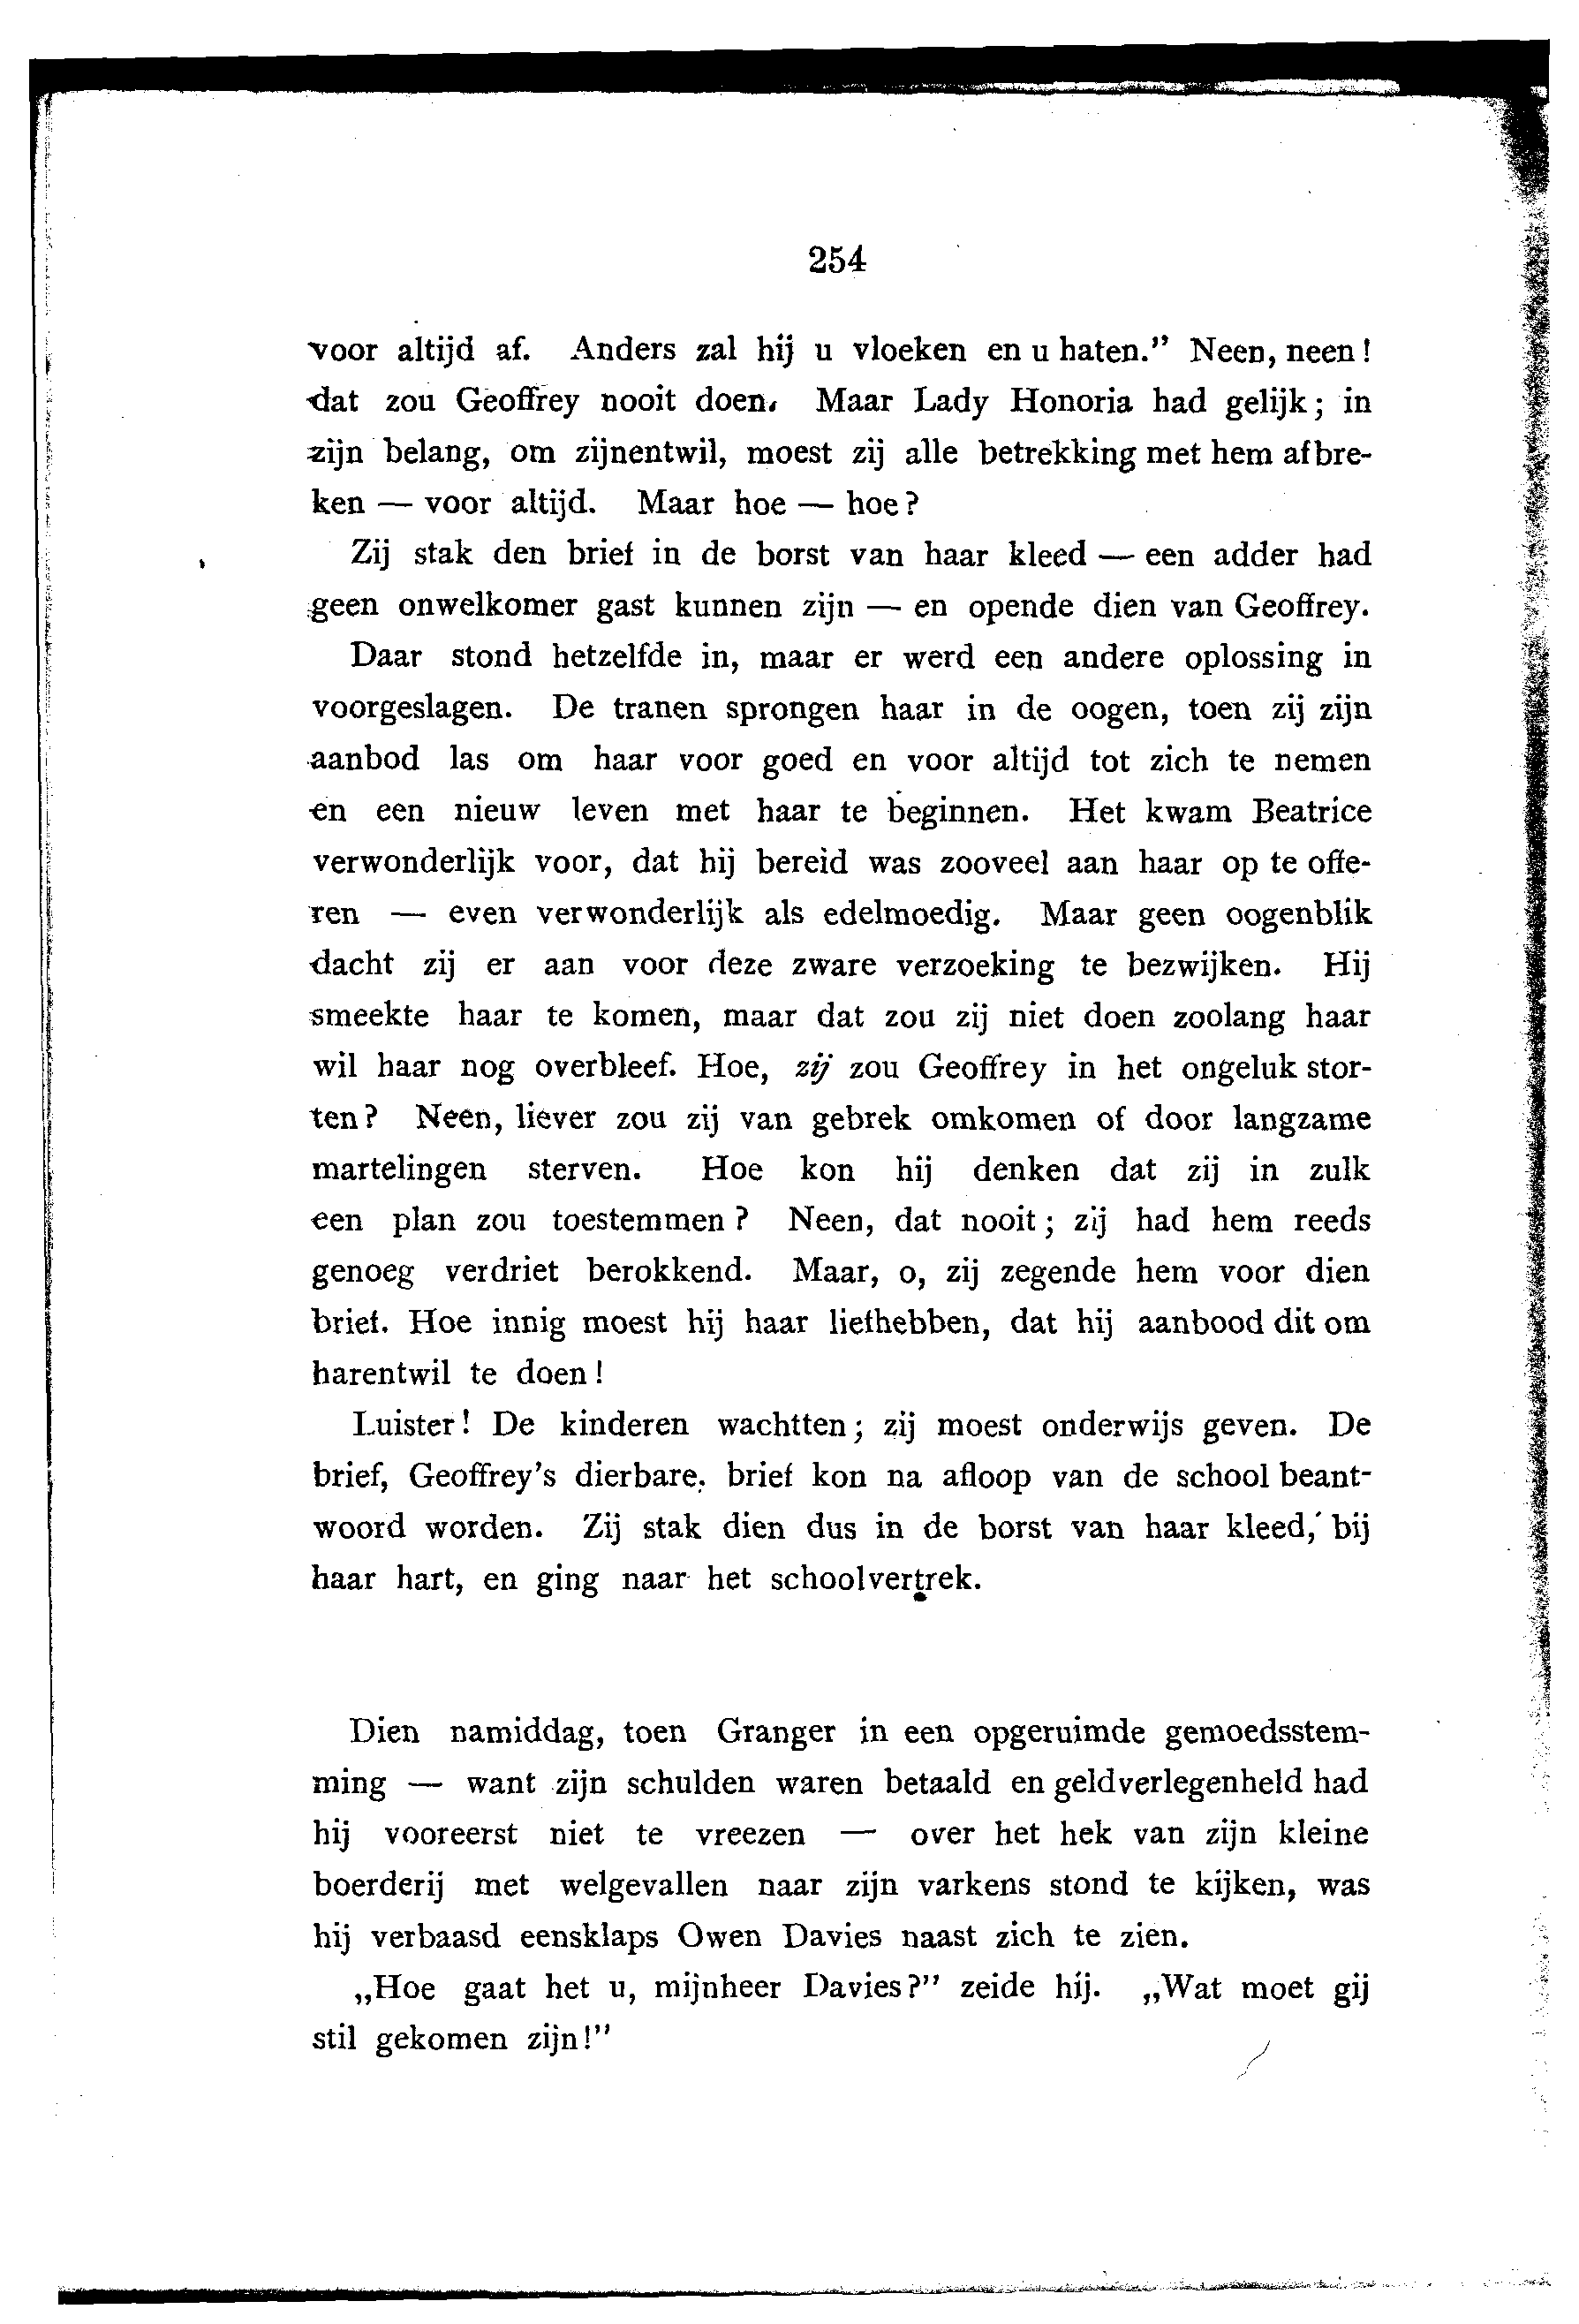 254
voor altijd af. Anders zal hij u vloeken en u haten.” Neen, neen!
dat zou Geoffrey nooit doen. Maar Lady Honoria had gelijk; in
zijn belang, om zijnentwil, moest zij alle betrekking met hem afbre-
ken — voor altijd. Maar hoe — hoe?
Zij stak den brief in de borst van haar kleed — een adder had
geen onwelkomer gast kunnen zijn — en opende dien van Geoffrey.
Daar stond hetzelfde in, maar er werd een andere oplossing in
voorgeslagen. De tranen sprongen haar in de oogen, toen zij zijn
aanbod las om haar voor goed en voor altijd tot zich te nemen
en een nieuw leven met haar te beginnen. Het kwam Beatrice
verwonderlijk voor, dat hij bereid was zooveel aan haar op te offe-
ren — even verwonderlijk als edelmoedig. Maar geen oogenblik
dacht zij er aan voor deze zware verzoeking te bezwijken. Hij
smeekte haar te komen, maar dat zou zij niet doen zoolang haar
wil haar nog overbleef. Hoe, zij zou Geoffrey in het ongeluk stor-
ten? Neen, liever zou zij van gebrek omkomen of door langzame
martelingen sterven. Hoe kon hij denken dat zij in zulk
een plan zou toestemmen? Neen, dat nooit; zij had hem reeds
genoeg verdriet berokkend. Maar, o, zij zegende hem voor dien
brief. Hoe innig moest hij haar liefhebben, dat hij aanbood dit om
harentwil te doen!
Luister! De kinderen wachtten; zij moest onderwijs geven. De
brief, Geoffrey's dierbare brief kon na afloop van de school beant-
woord worden. Zij stak dien dus in de borst van haar kleed, bij
haar hart, en ging naar het schoolvertrek.
Dien namiddag, toen Granger in een opgeruimde gemoedsstem-
ming — want zijn schulden waren betaald en geldverlegenheld had
hij vooreerst niet te vreezen — over het hek van zijn kleine
boerderij met welgevallen naar zijn varkens stond te kijken, was
hij verbaasd eensklaps Owen Davies naast zich te zien.
„Hoe gaat het u, mijnheer Davies?” zeide hij. „Wat moet gij
stil gekomen zijn!”